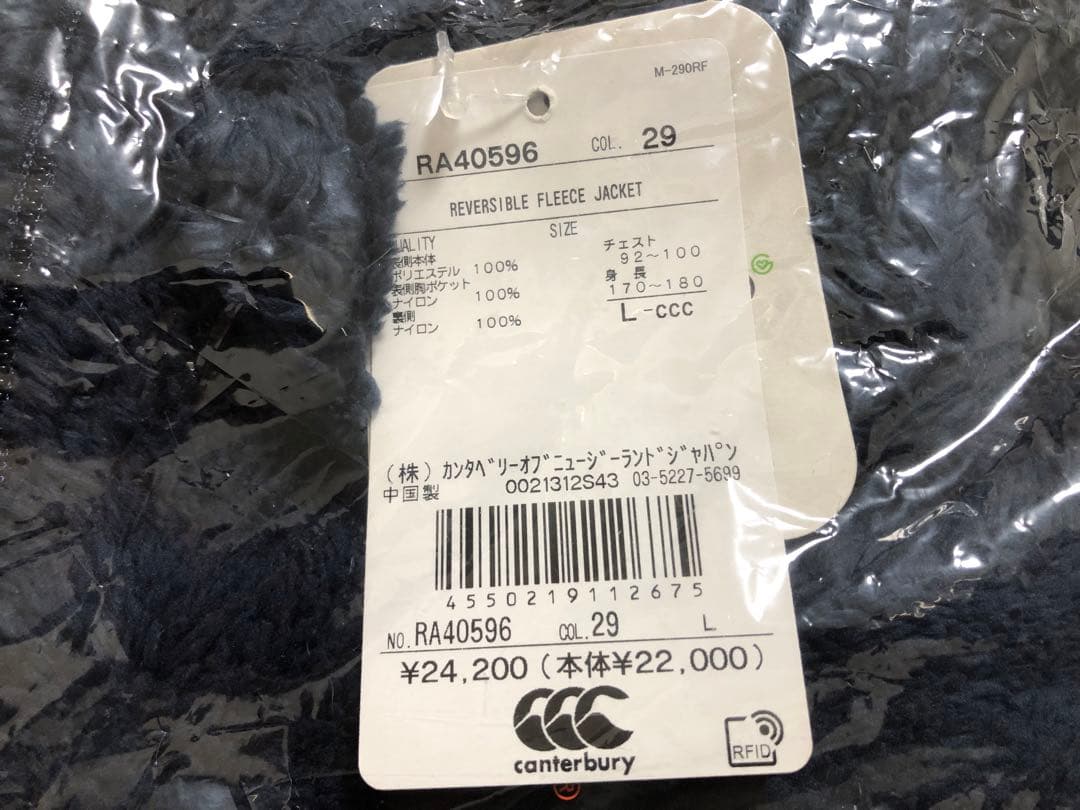 M-290RF
RA40596 COL. 29
REVERSIBLE FLEECE JACKET
SIZE
UALITY
表側本体
ポリエステル 100%
表側胸ポケット
ナイロン 100%
裏側
ナイロン 100%
チェスト
92〜100
身 長
170〜180
L-CCC
(株) カンタベリーオブニュージーランドジャパン
中国製 0021312S43 03-5227-5699
4550219112675
NO. RA40596 COL. 29 L
¥24,200 (本体¥22,000)
CCC
canterbury
RFID
®